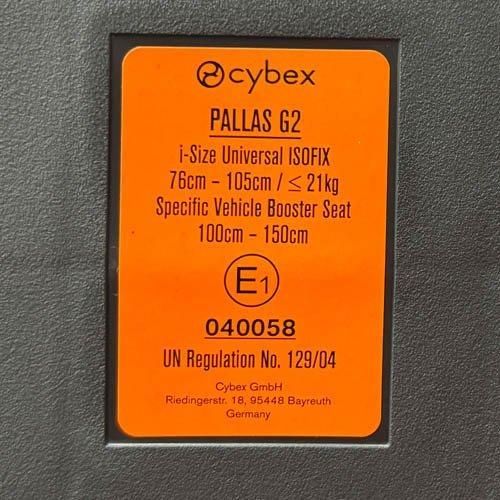 cybex
PALLAS G2
i-Size Universal ISOFIX
76cm – 105cm / ≤ 21kg
Specific Vehicle Booster Seat
100cm – 150cm
E1
040058
UN Regulation No. 129/04
Cybex GmbH
Riedingerstr. 18, 95448 Bayreuth
Germany